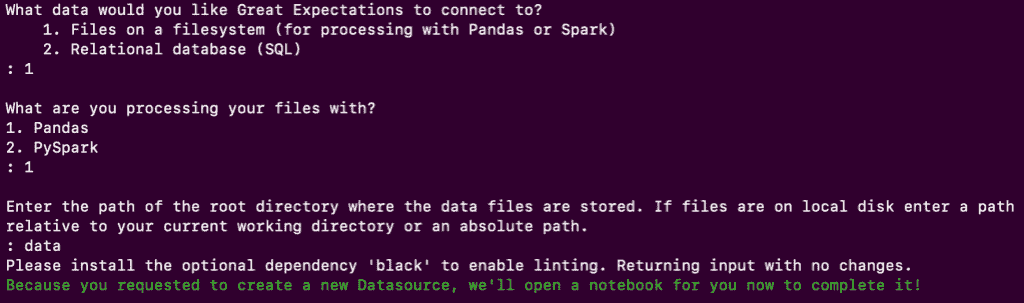 What data would you like Great Expectations to connect to?
    1. Files on a filesystem (for processing with Pandas or Spark)
    2. Relational database (SQL)
: 1
What are you processing your files with?
1. Pandas
2. PySpark
: 1
Enter the path of the root directory where the data files are stored. If files are on local disk enter a path
relative to your current working directory or an absolute path.
: data
Please install the optional dependency 'black' to enable linting. Returning input with no changes.
Because you requested to create a new Datasource, we'll open a notebook for you now to complete it!